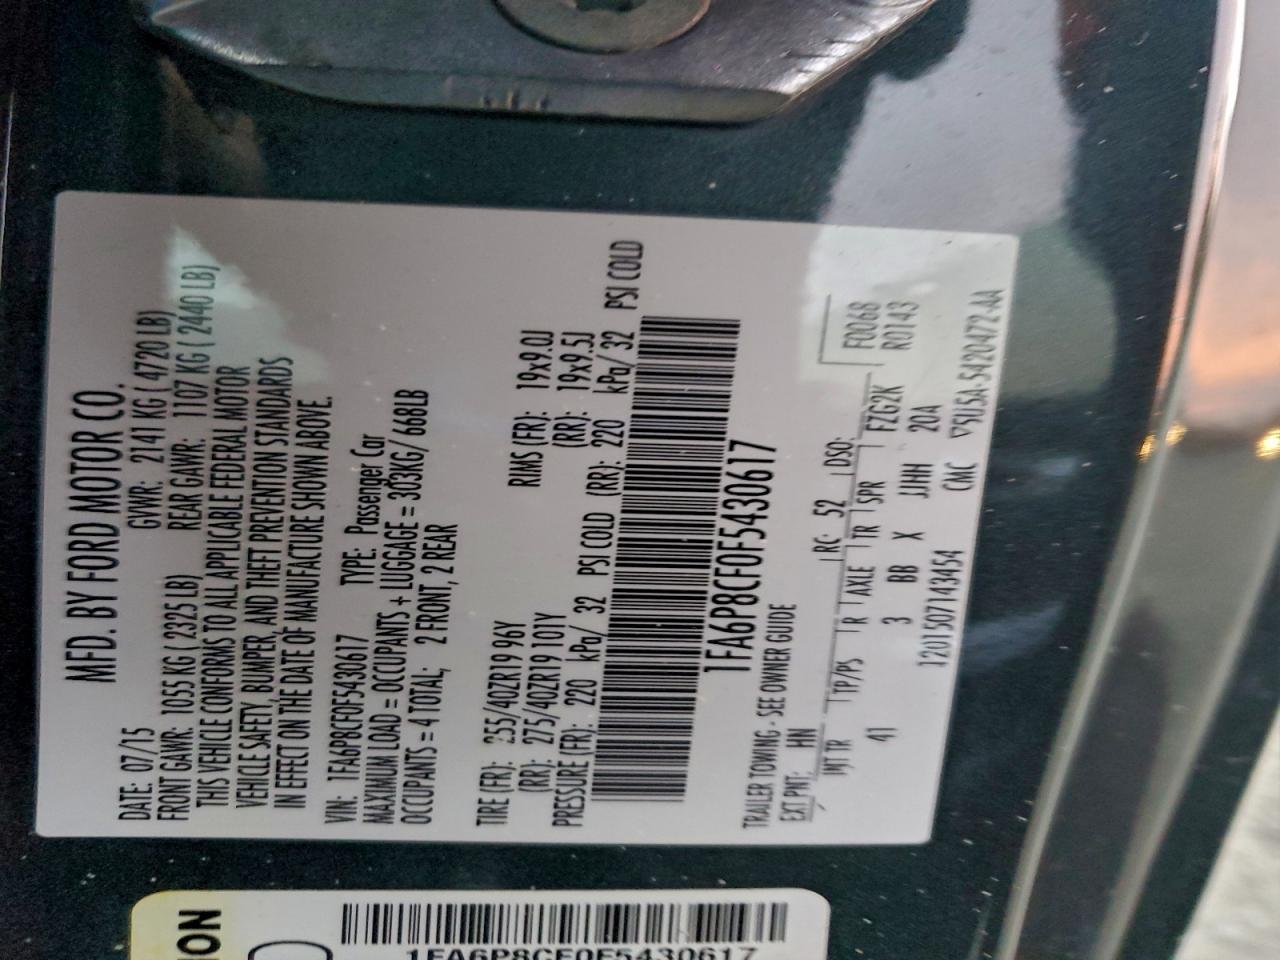 MFD. BY FORD MOTOR CO.
DATE: 07/15 GVWR: 2141 KG ( 4720 LB)
FRONT GAWR: 1055 KG ( 2325 LB) REAR GAWR: 1107 KG ( 2440 LB)
THIS VEHICLE CONFORMS TO ALL APPLICABLE FEDERAL MOTOR
VEHICLE SAFETY, BUMPER, AND THEFT PREVENTION STANDARDS
IN EFFECT ON THE DATE OF MANUFACTURE SHOWN ABOVE.
VIN: 1FA6P8CF0F5430617 TYPE: Passenger Car
MAXIMUM LOAD = OCCUPANTS + LUGGAGE = 303KG/ 668LB
OCCUPANTS = 4 TOTAL; 2 FRONT, 2 REAR
TIRE (FR): 255/40ZR19 96Y RIMS (FR): 19x9.0J
(RR): 275/40ZR19 101Y (RR): 19x9.5J
PRESSURE (FR): 220 kPa/ 32 PSI COLD (RR): 220 kPa/ 32 PSI COLD
1FA6P8CF0F5430617
TRAILER TOWING - SEE OWNER GUIDE
EXT PNT: HN RC: 52 DSO:
INT TR TP/PS R AXLE TR SPR FZG2K F0068
41 3 BB X JJHH 20A R0143
1201507143454 CMC ▽5U5A-5420472-AA
ION
1FA6P8CF0F5430617